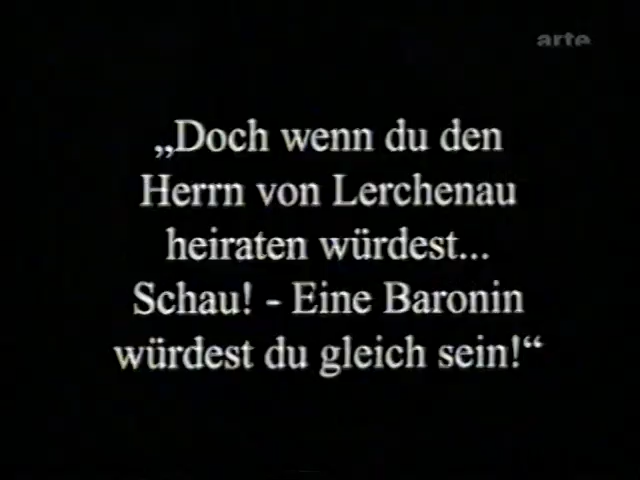 arte
„Doch wenn du den
Herrn von Lerchenau
heiraten würdest...
Schau! - Eine Baronin
würdest du gleich sein!“